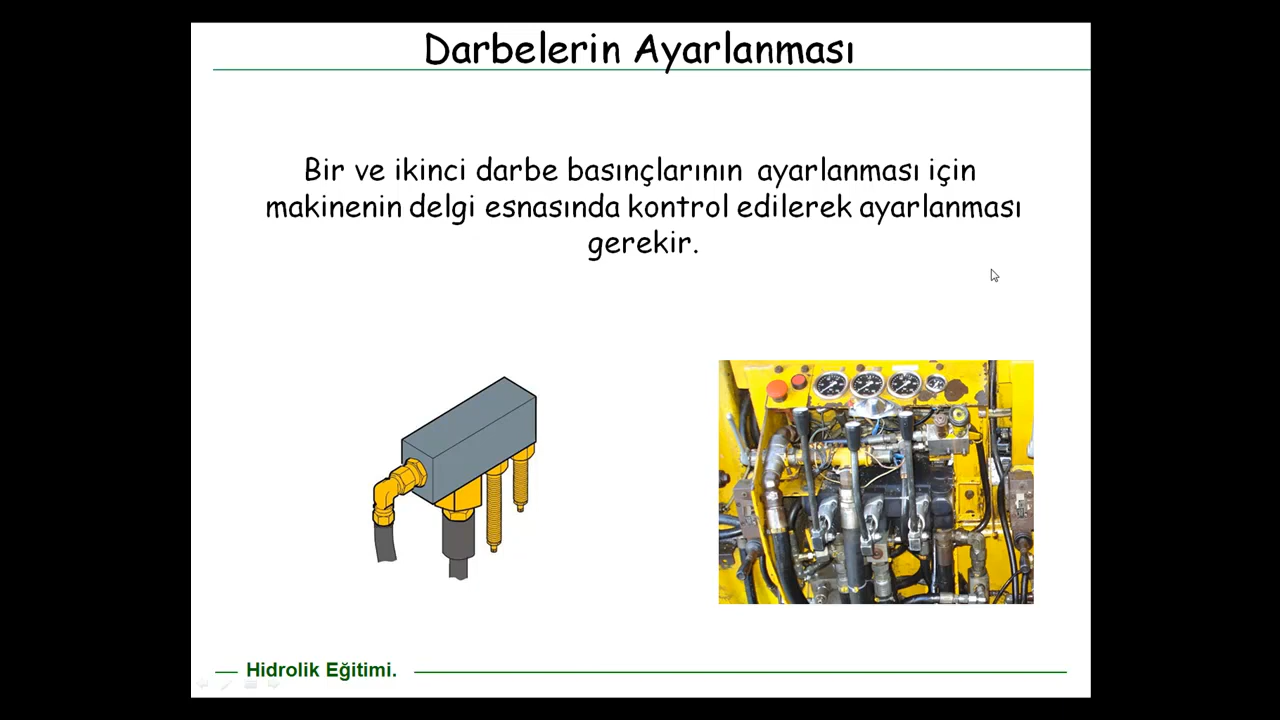 Darbelerin Ayarlanması
Bir ve ikinci darbe basınçlarının ayarlanması için
makinenin delgi esnasında kontrol edilerek ayarlanması
gerekir.
Hidrolik Eğitimi.